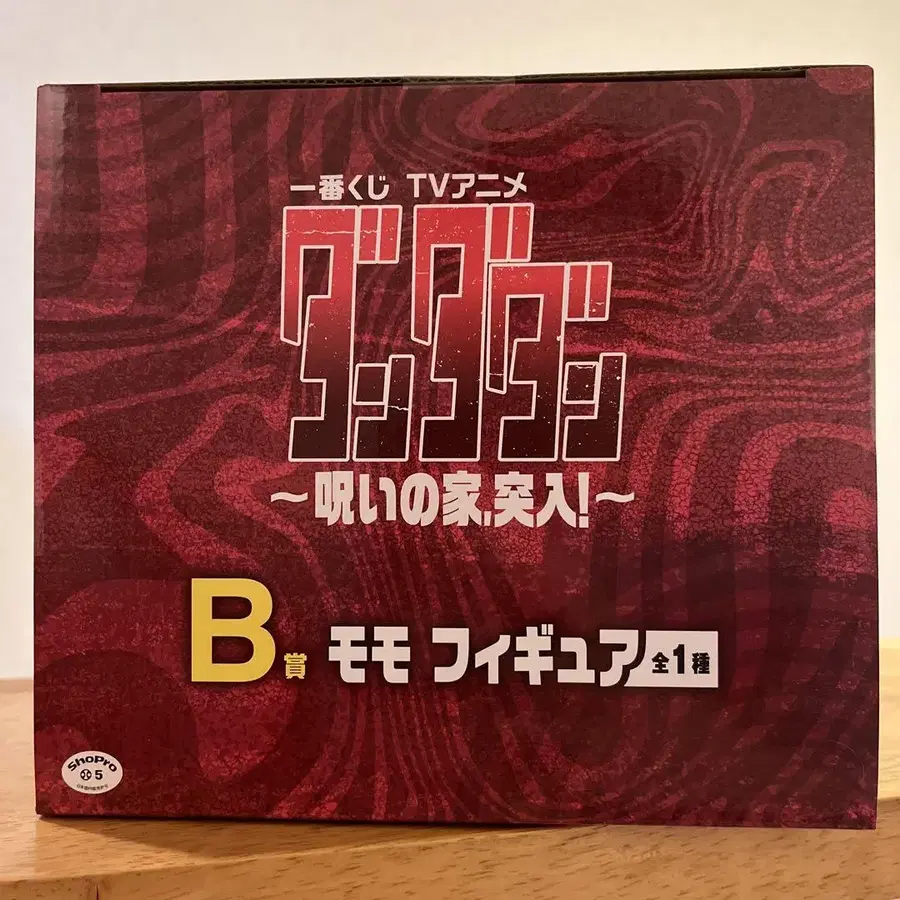 一番くじ TVアニメ
ダンダダン
～呪いの家、突入!～
B賞 モモ フィギュア 全1種
ShoPro
5